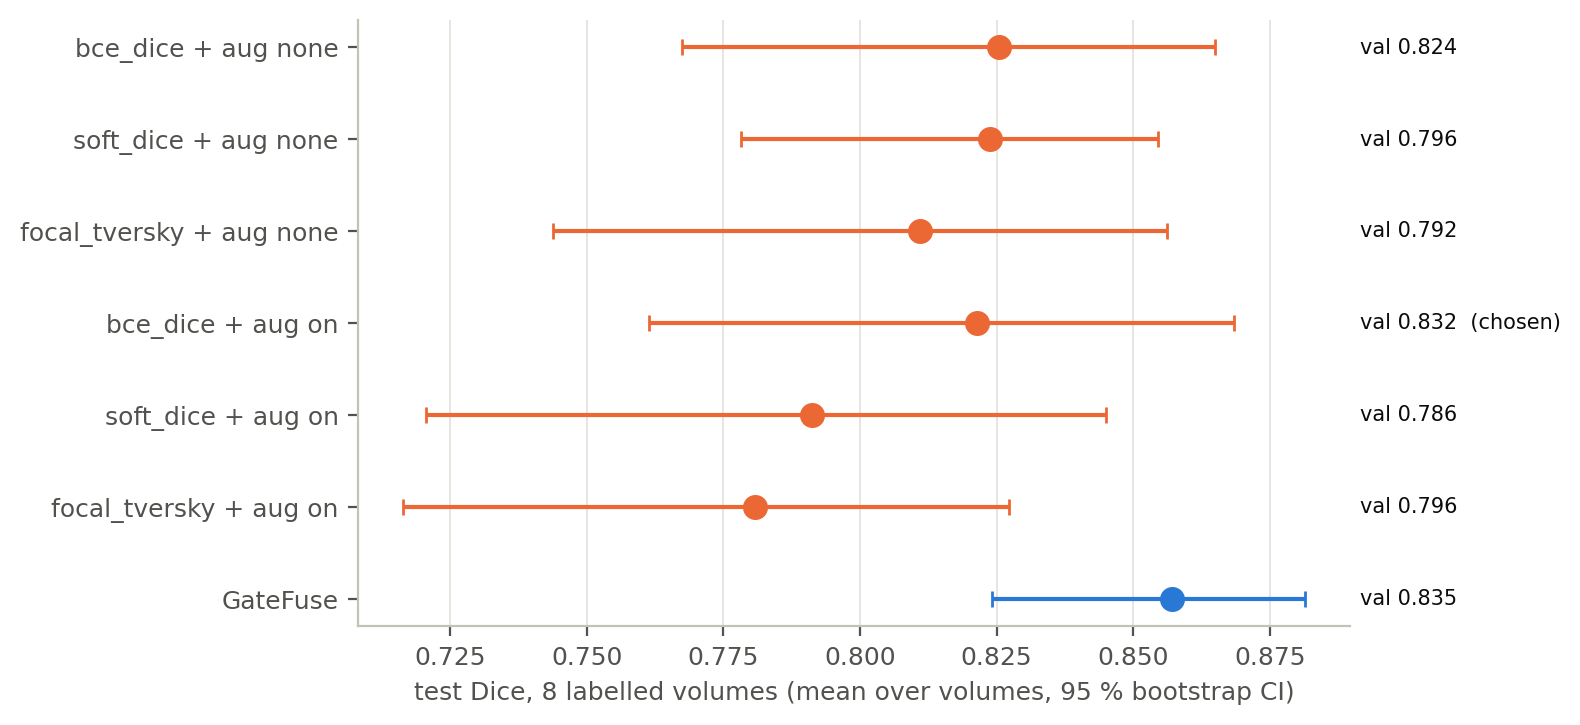 bce_dice + aug none val 0.824
soft_dice + aug none val 0.796
focal_tversky + aug none val 0.792
bce_dice + aug on val 0.832 (chosen)
soft_dice + aug on val 0.786
focal_tversky + aug on val 0.796
GateFuse val 0.835
0.725 0.750 0.775 0.800 0.825 0.850 0.875
test Dice, 8 labelled volumes (mean over volumes, 95 % bootstrap CI)